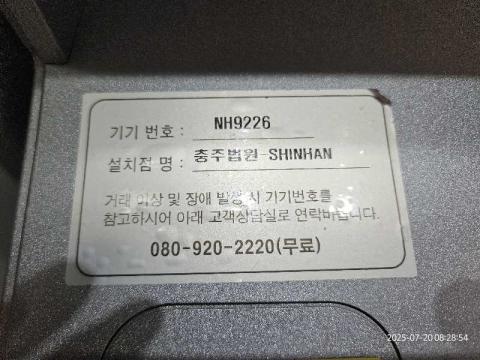 기기 번호 : NH9226
설치점 명 : 충주법원-SHINHAN
거래 이상 및 장애 발생 시 기기번호를
참고하시어 아래 고객상담실로 연락바랍니다.
080-920-2220(무료)
2025-07-20 08:28:54